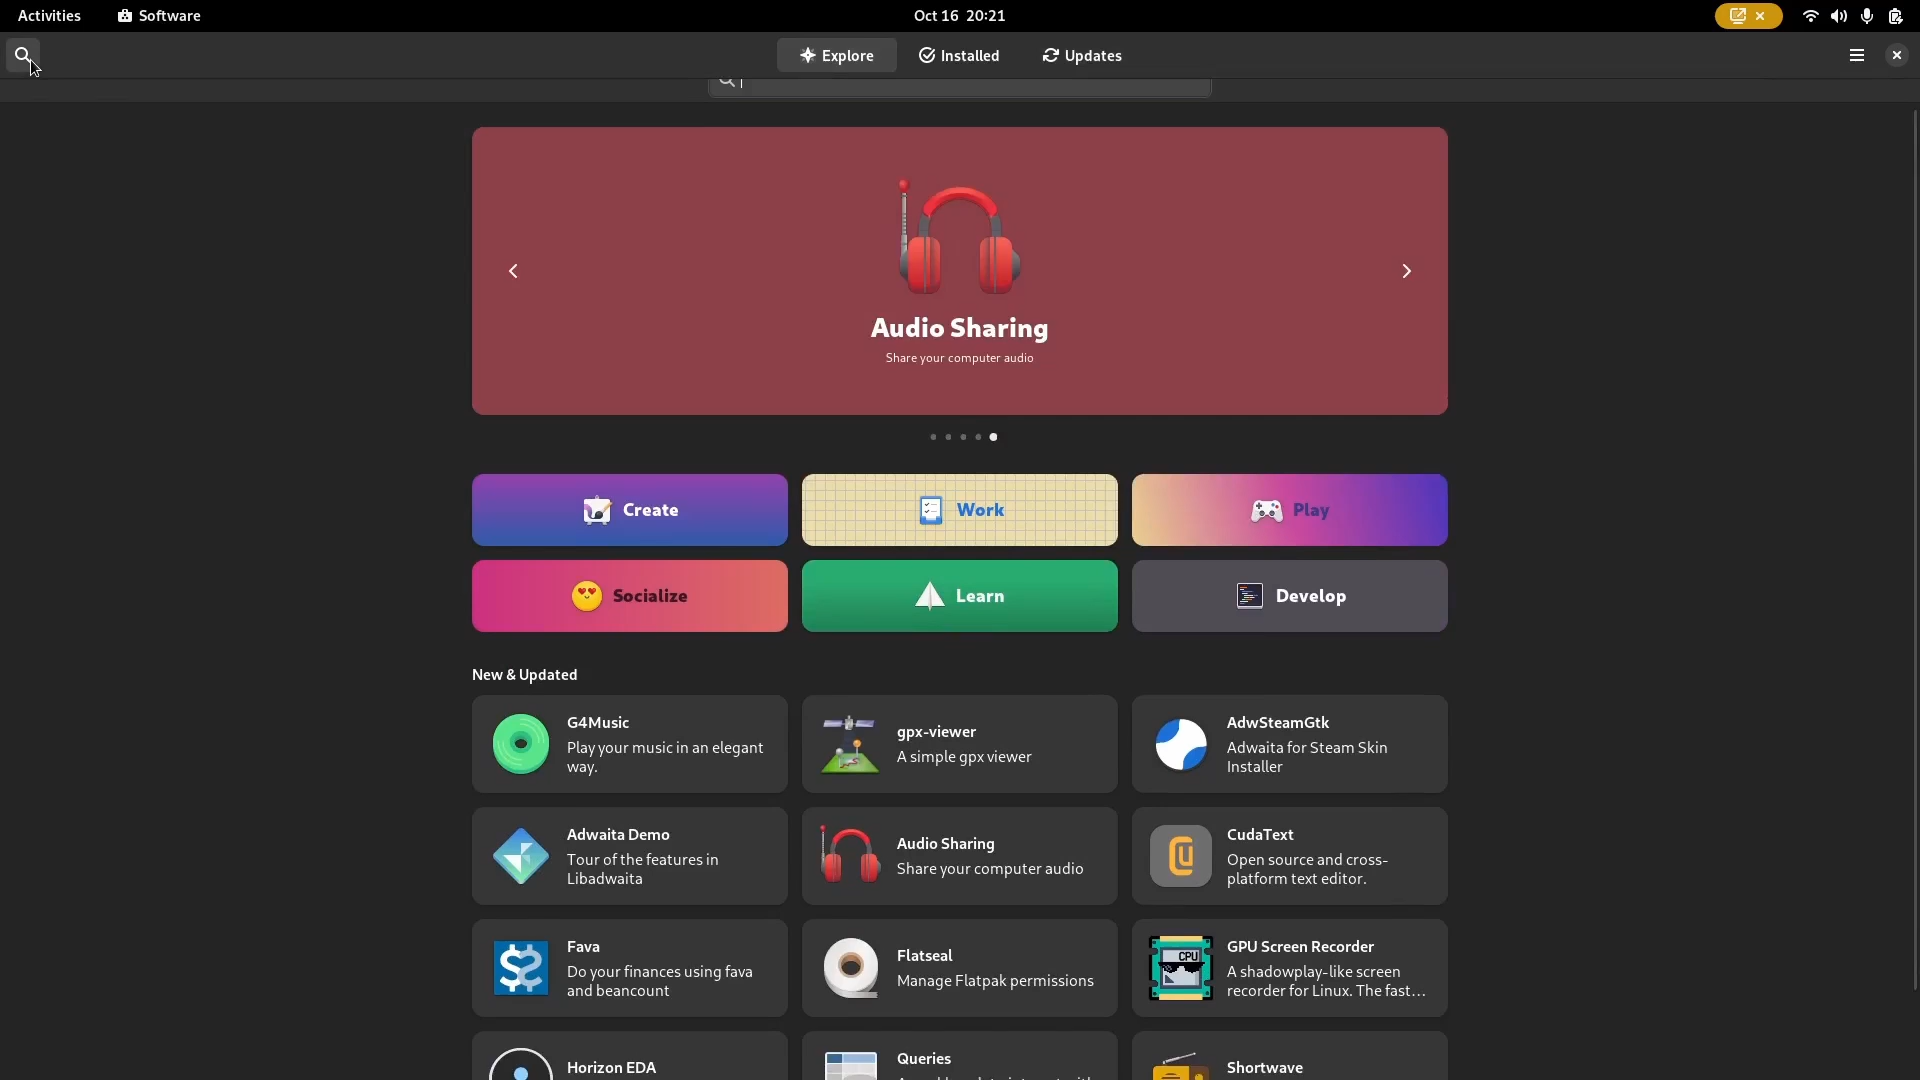 Activities
Software
Oct 16 20:21
Explore
Installed
Updates
Audio Sharing
Share your computer audio
Create
Work
Play
Socialize
Learn
Develop
New & Updated
G4Music
Play your music in an elegant
way.
gpx-viewer
A simple gpx viewer
AdwSteamGtk
Adwaita for Steam Skin
Installer
Adwaita Demo
Tour of the features in
Libadwaita
Audio Sharing
Share your computer audio
CudaText
Open source and cross-
platform text editor.
Fava
Do your finances using fava
and beancount
Flatseal
Manage Flatpak permissions
CPU
GPU Screen Recorder
A shadowplay-like screen
recorder for Linux. The fast…
Horizon EDA
Queries
Shortwave